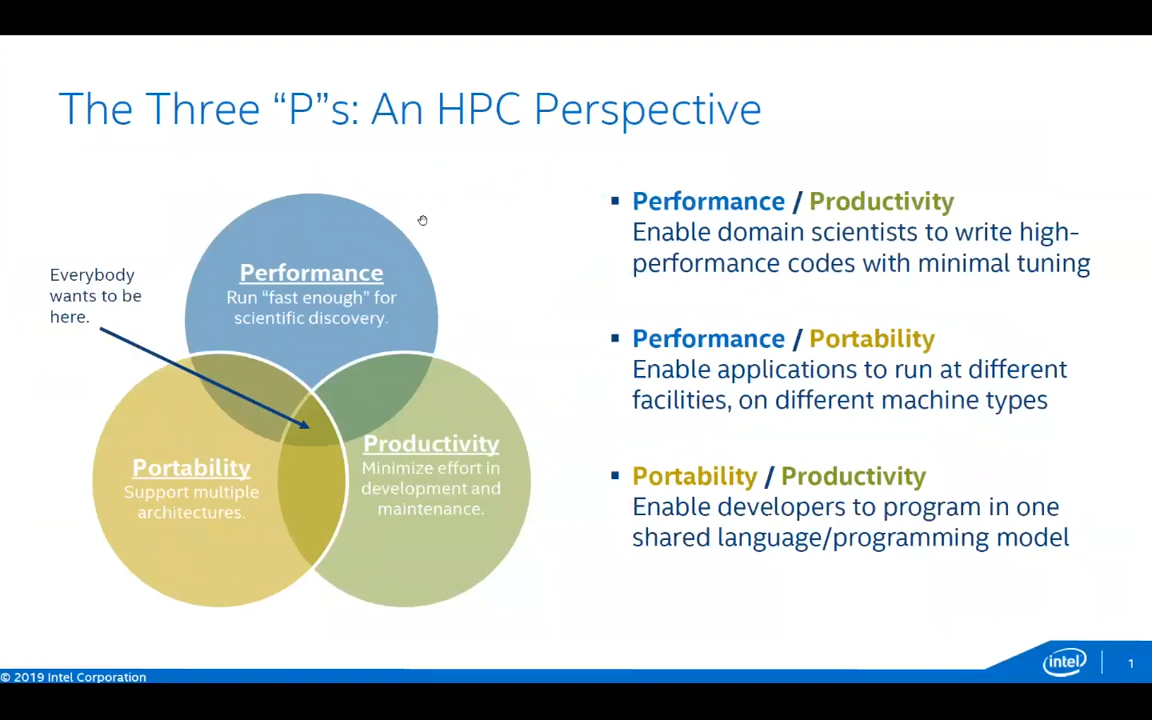 The Three “P”s: An HPC Perspective
Everybody
wants to be
here.
Performance
Run “fast enough” for
scientific discovery.
Portability
Support multiple
architectures.
Productivity
Minimize effort in
development and
maintenance.
▪ Performance / Productivity
Enable domain scientists to write high-
performance codes with minimal tuning
▪ Performance / Portability
Enable applications to run at different
facilities, on different machine types
▪ Portability / Productivity
Enable developers to program in one
shared language/programming model
© 2019 Intel Corporation
intel
1